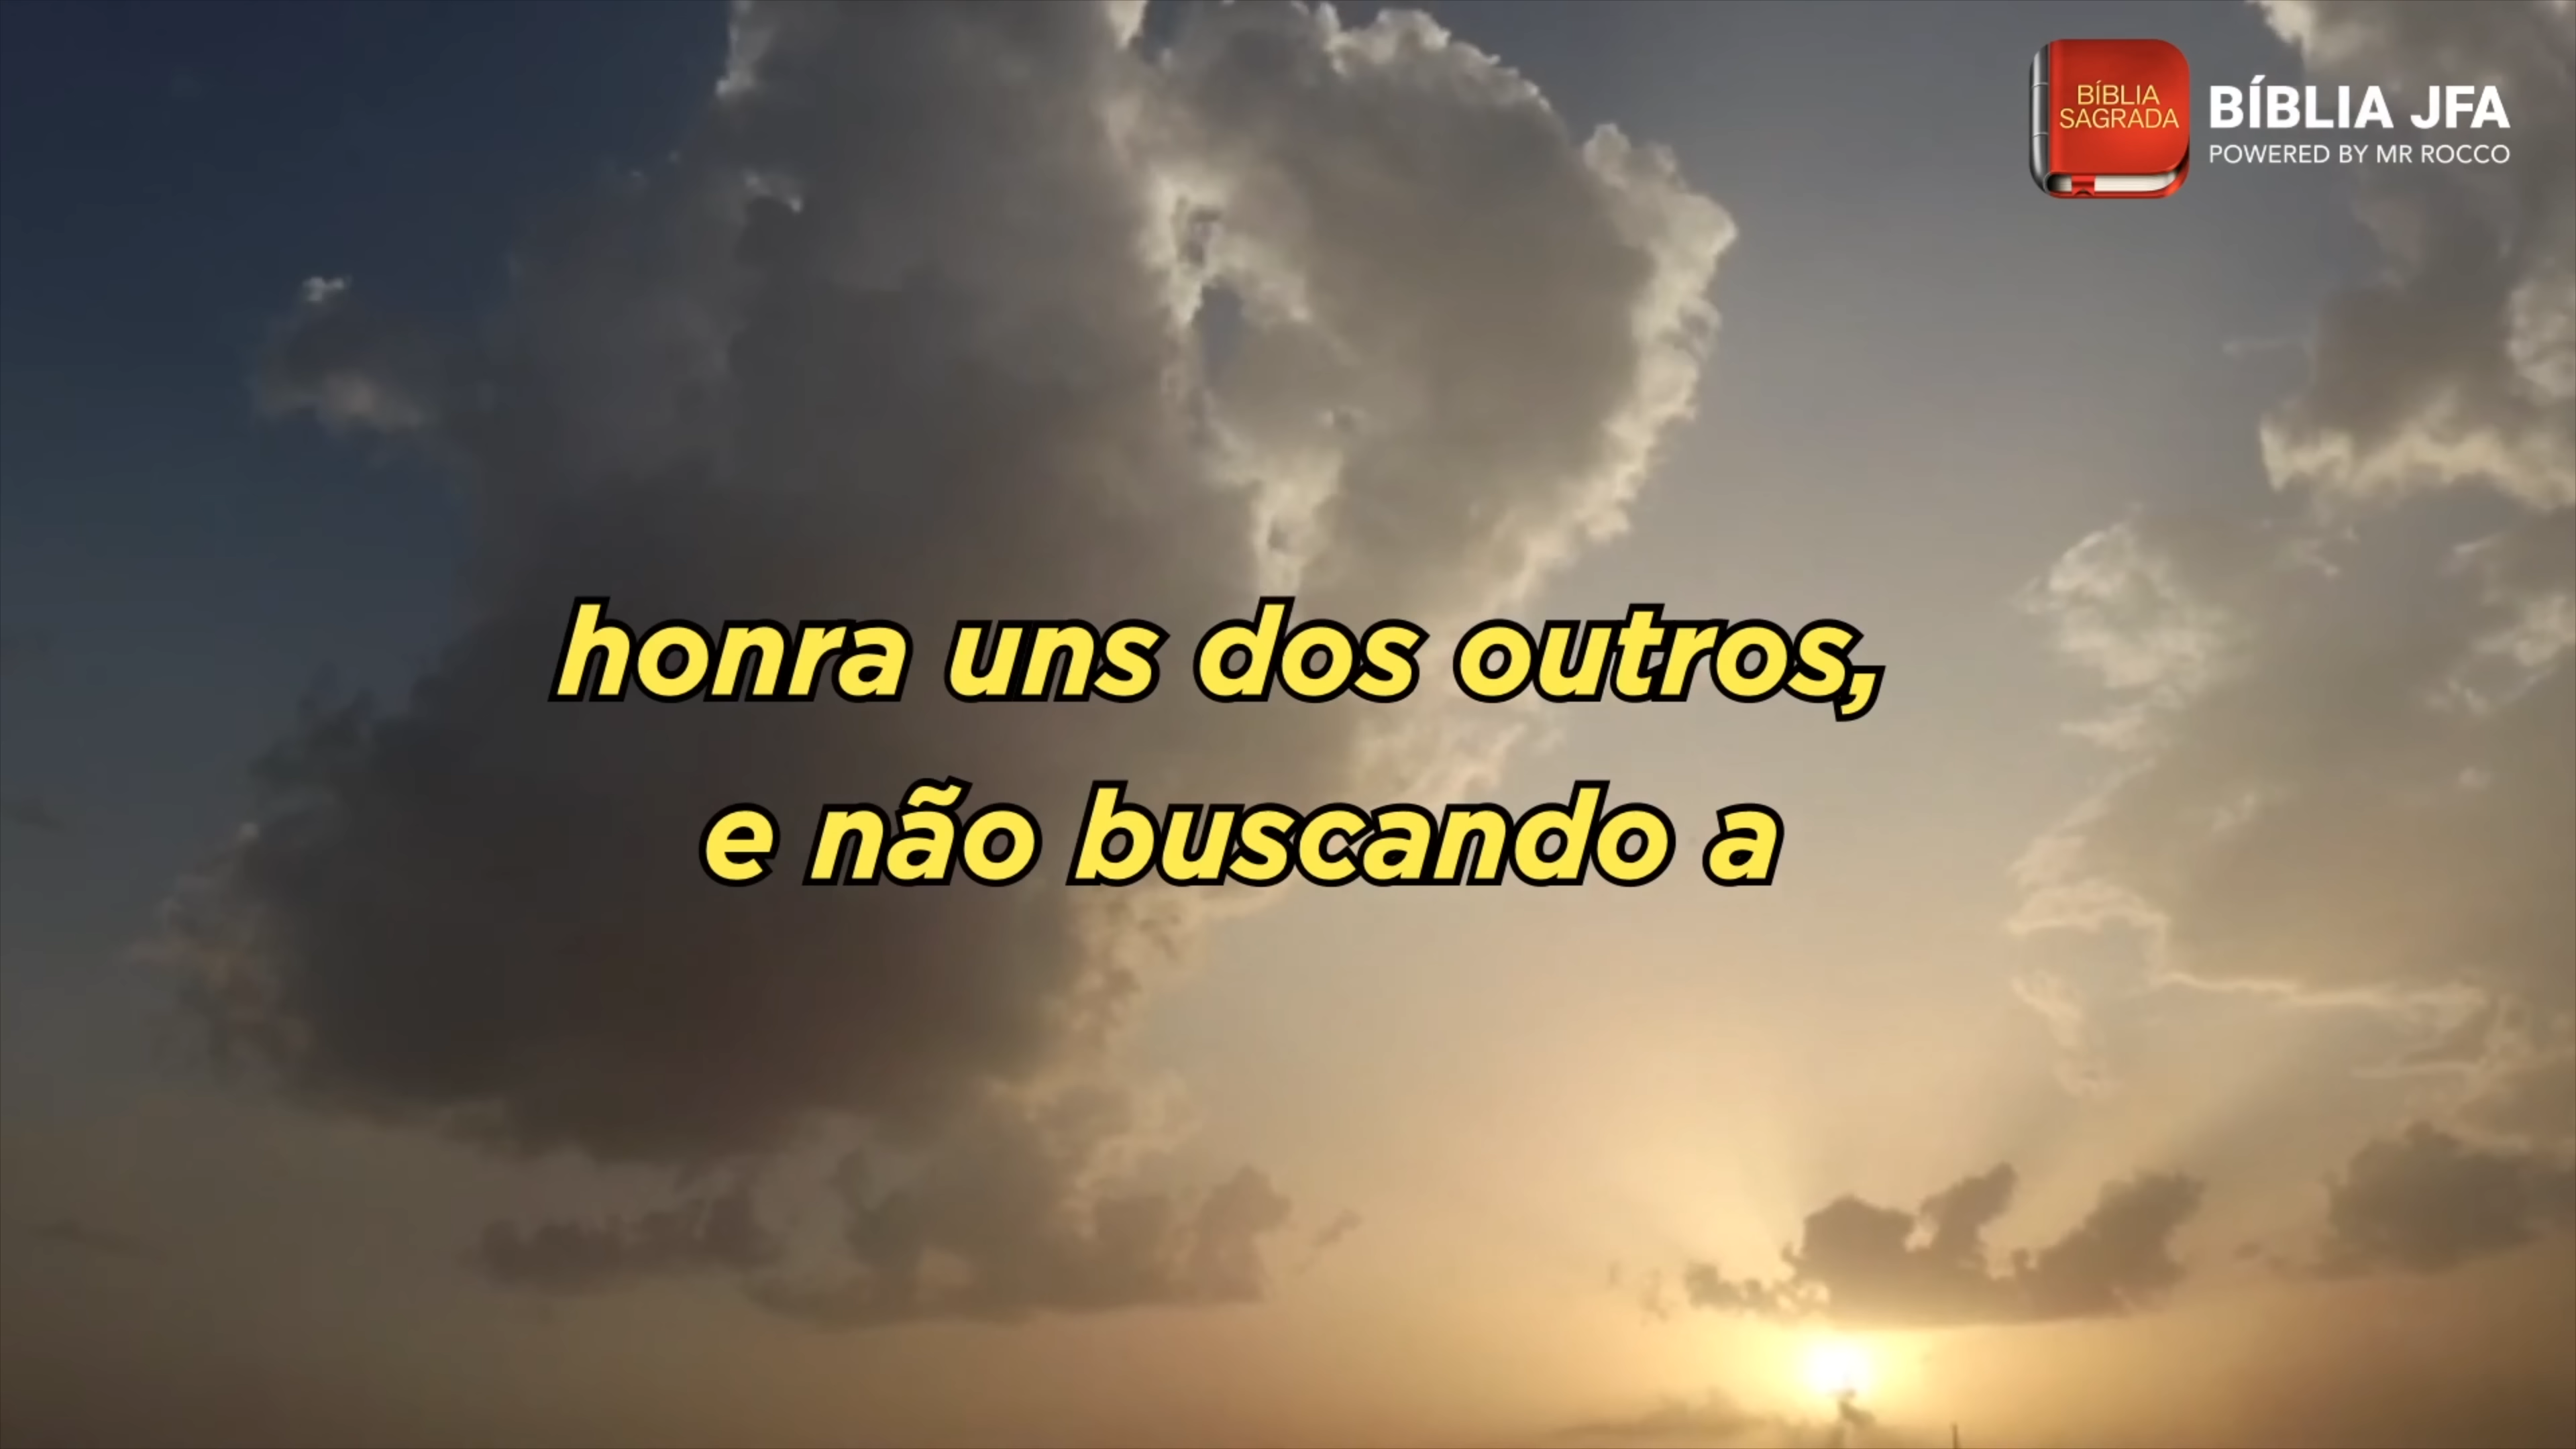 BÍBLIA
SAGRADA
BÍBLIA JFA
POWERED BY MR ROCCO
honra uns dos outros,
e não buscando a